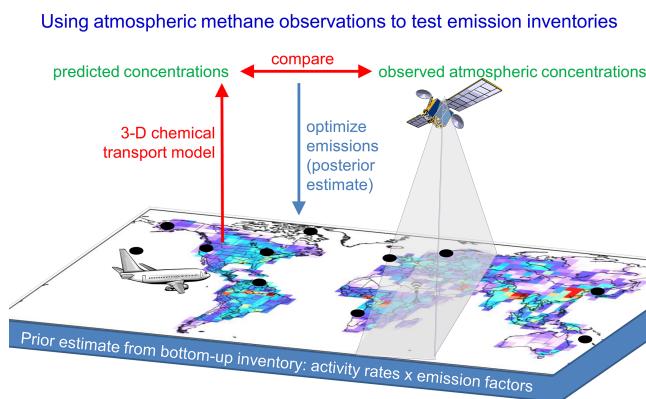 Using atmospheric methane observations to test emission inventories
compare
predicted concentrations
observed atmospheric concentrations
3-D chemical
transport model
optimize
emissions
(posterior
estimate)
Prior estimate from bottom-up inventory: activity rates x emission factors